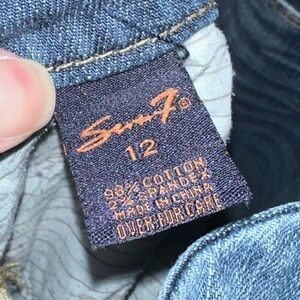 Seven7®
12
98% COTTON
2% SPANDEX
MADE IN CHINA
OVER FOR CARE